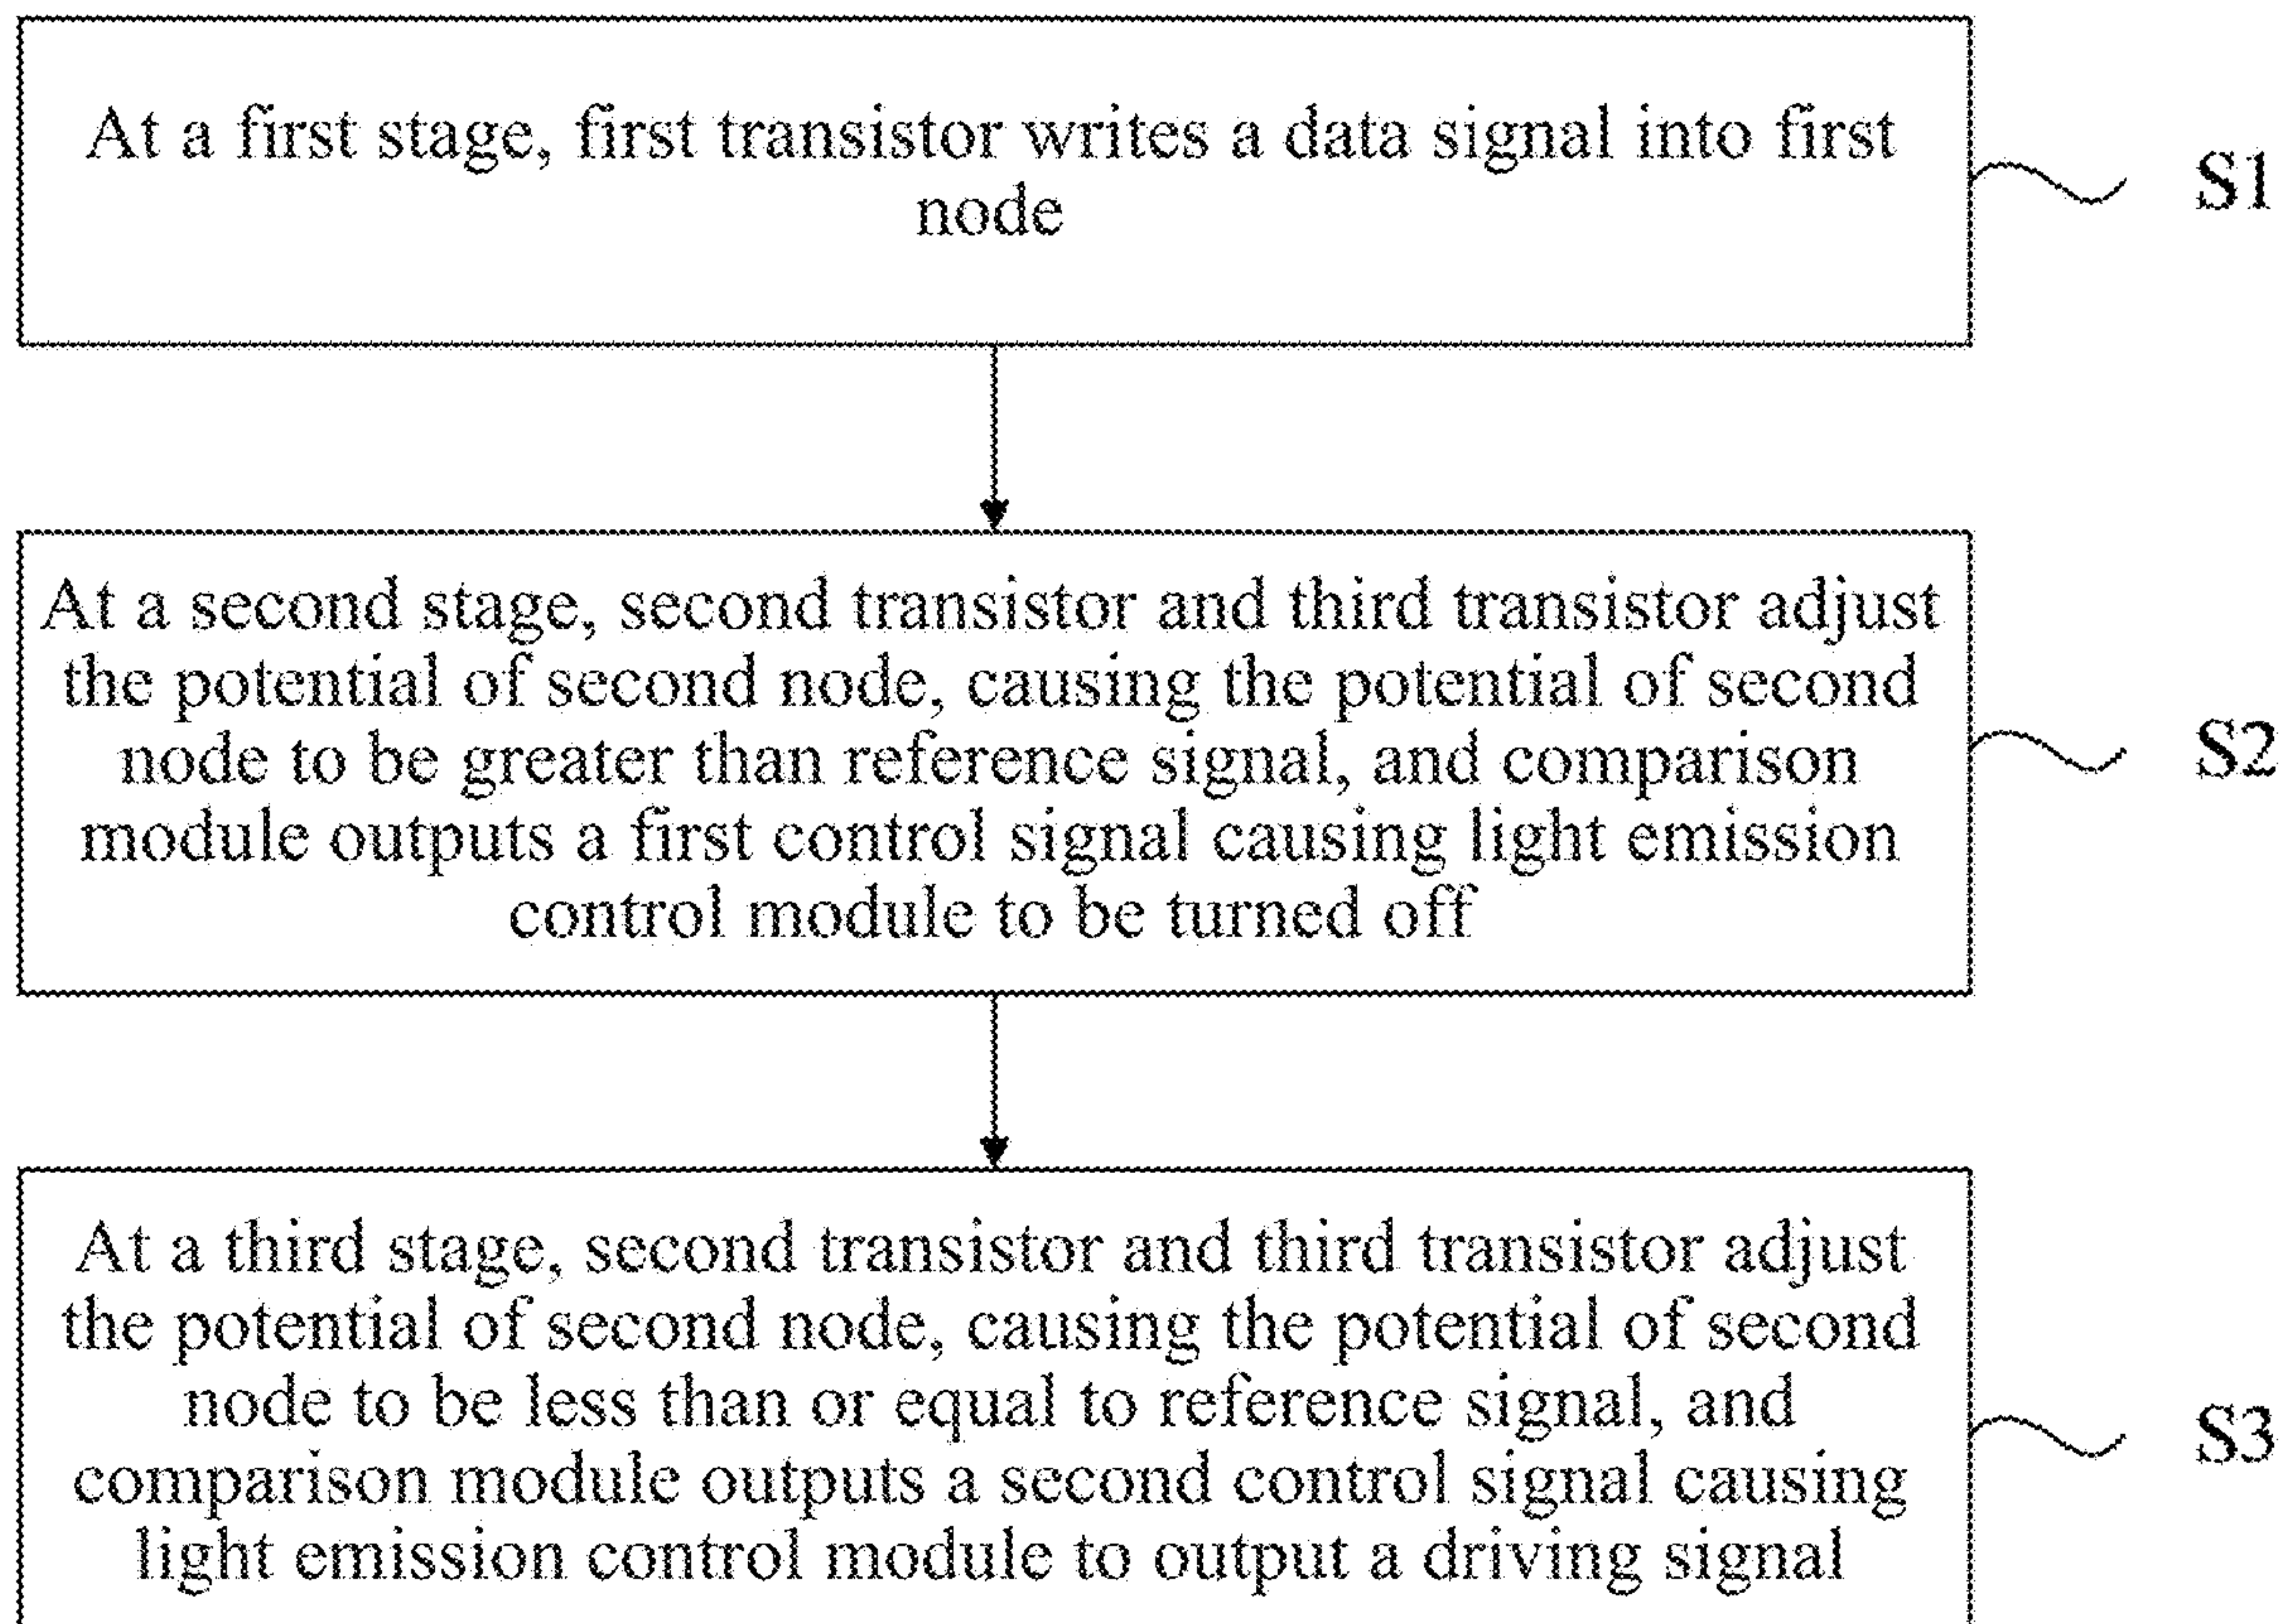 At a first stage, first transistor writes a data signal into first
node
S1
At a second stage, second transistor and third transistor adjust
the potential of second node, causing the potential of second
node to be greater than reference signal, and comparison
module outputs a first control signal causing light emission
control module to be turned off
S2
At a third stage, second transistor and third transistor adjust
the potential of second node, causing the potential of second
node to be less than or equal to reference signal, and
comparison module outputs a second control signal causing
light emission control module to output a driving signal
S3